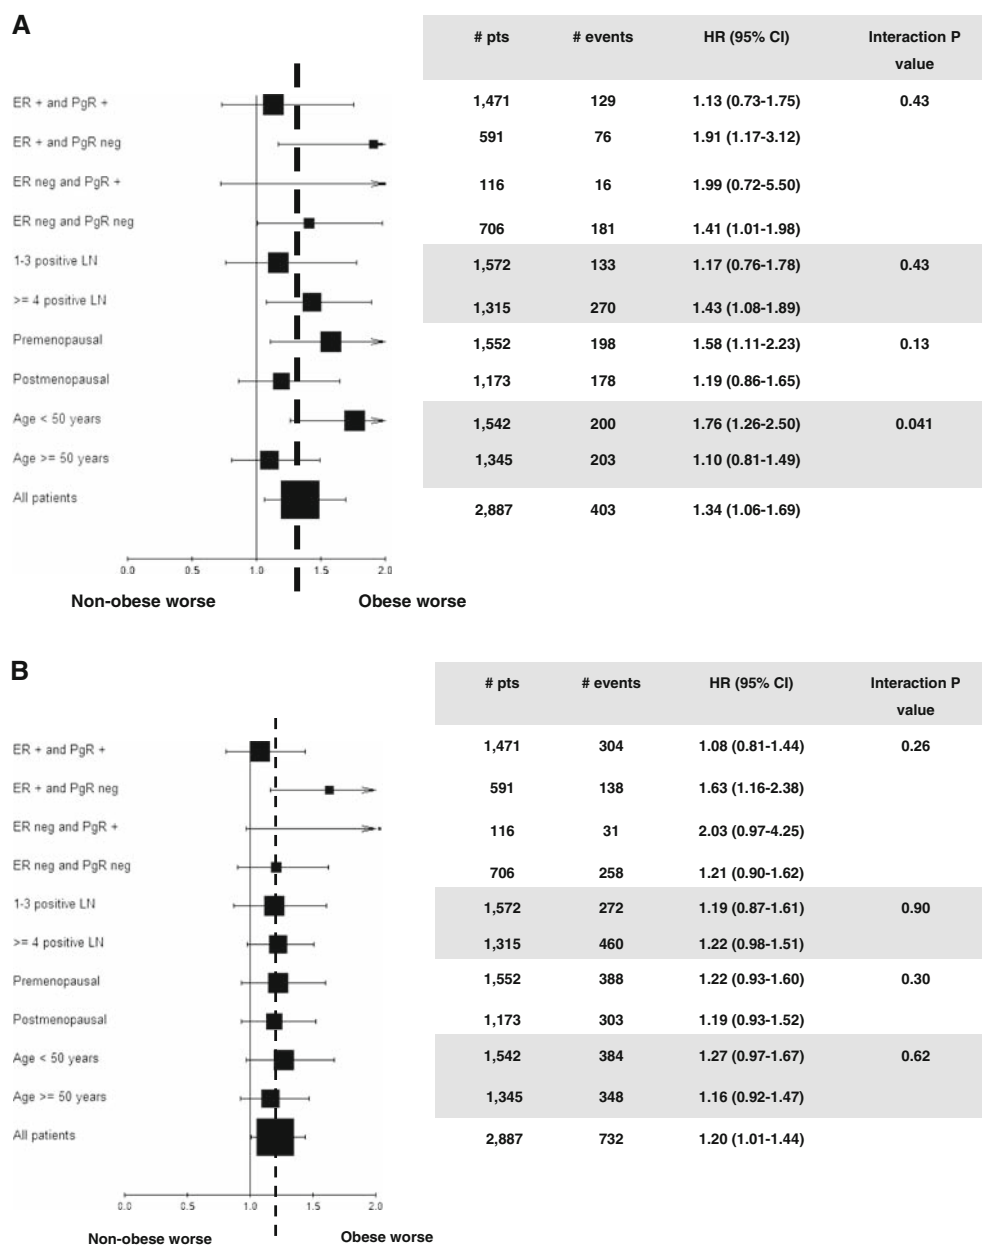 A
# pts # events HR (95% CI) Interaction P
value
ER + and PgR + 1,471 129 1.13 (0.73-1.75) 0.43
ER + and PgR neg 591 76 1.91 (1.17-3.12)
ER neg and PgR + 116 16 1.99 (0.72-5.50)
ER neg and PgR neg 706 181 1.41 (1.01-1.98)
1-3 positive LN 1,572 133 1.17 (0.76-1.78) 0.43
>= 4 positive LN 1,315 270 1.43 (1.08-1.89)
Premenopausal 1,552 198 1.58 (1.11-2.23) 0.13
Postmenopausal 1,173 178 1.19 (0.86-1.65)
Age < 50 years 1,542 200 1.76 (1.26-2.50) 0.041
Age >= 50 years 1,345 203 1.10 (0.81-1.49)
All patients 2,887 403 1.34 (1.06-1.69)
0.0 0.5 1.0 1.5 2.0
Non-obese worse Obese worse
B
# pts # events HR (95% CI) Interaction P
value
ER + and PgR + 1,471 304 1.08 (0.81-1.44) 0.26
ER + and PgR neg 591 138 1.63 (1.16-2.38)
ER neg and PgR + 116 31 2.03 (0.97-4.25)
ER neg and PgR neg 706 258 1.21 (0.90-1.62)
1-3 positive LN 1,572 272 1.19 (0.87-1.61) 0.90
>= 4 positive LN 1,315 460 1.22 (0.98-1.51)
Premenopausal 1,552 388 1.22 (0.93-1.60) 0.30
Postmenopausal 1,173 303 1.19 (0.93-1.52)
Age < 50 years 1,542 384 1.27 (0.97-1.67) 0.62
Age >= 50 years 1,345 348 1.16 (0.92-1.47)
All patients 2,887 732 1.20 (1.01-1.44)
0.0 0.5 1.0 1.5 2.0
Non-obese worse Obese worse